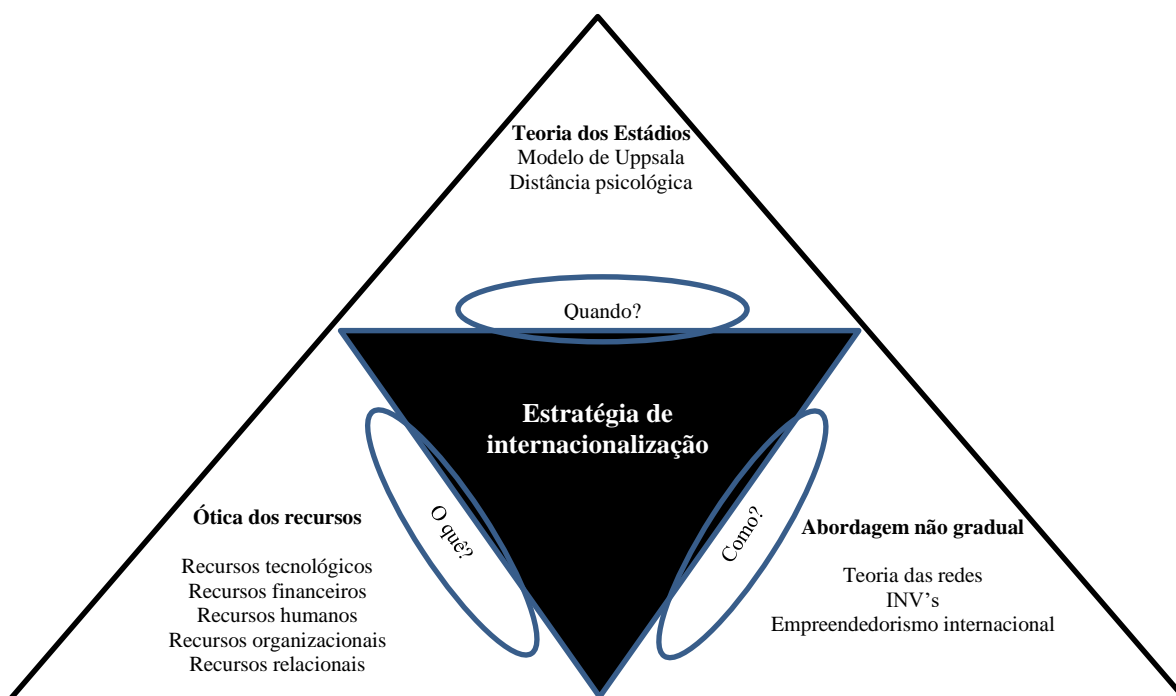 Teoria dos Estádios
Modelo de Uppsala
Distância psicológica
Quando?
Estratégia de
internacionalização
O quê?
Como?
Ótica dos recursos
Recursos tecnológicos
Recursos financeiros
Recursos humanos
Recursos organizacionais
Recursos relacionais
Abordagem não gradual
Teoria das redes
INV’s
Empreendedorismo internacional